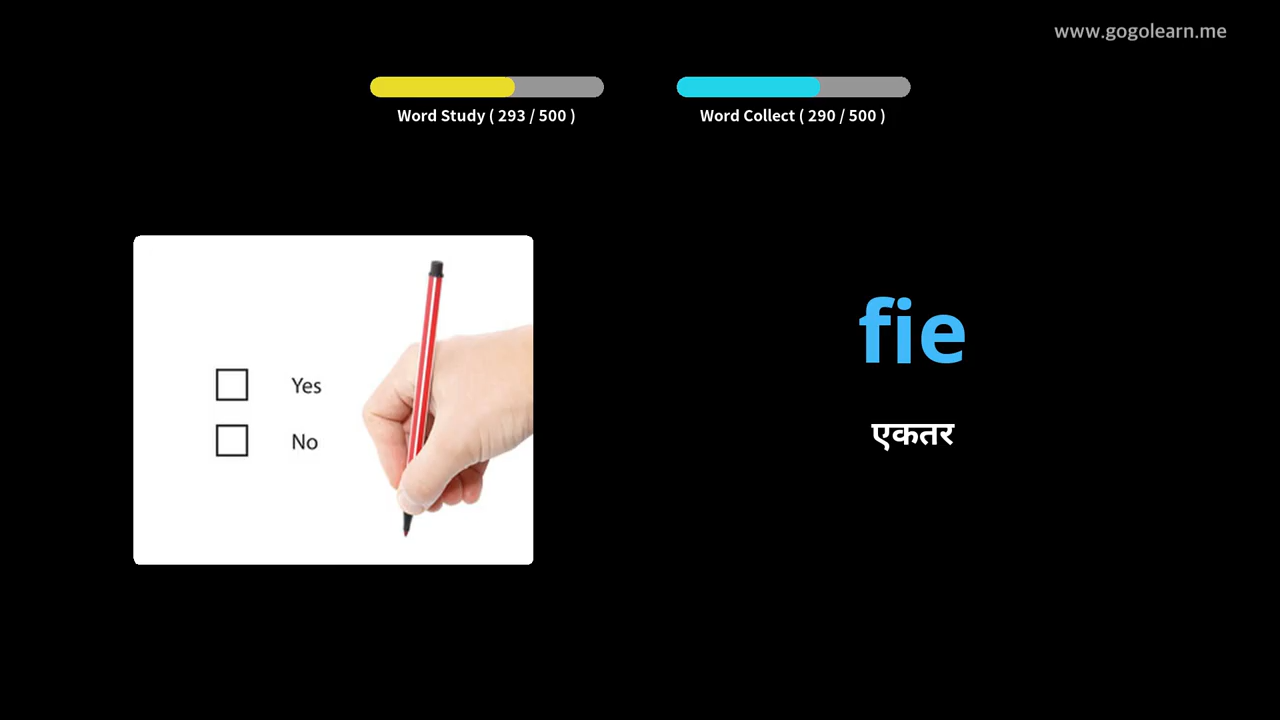 www.gogolearn.me
Word Study ( 293 / 500 )
Word Collect ( 290 / 500 )
Yes
No
fie
एकतर